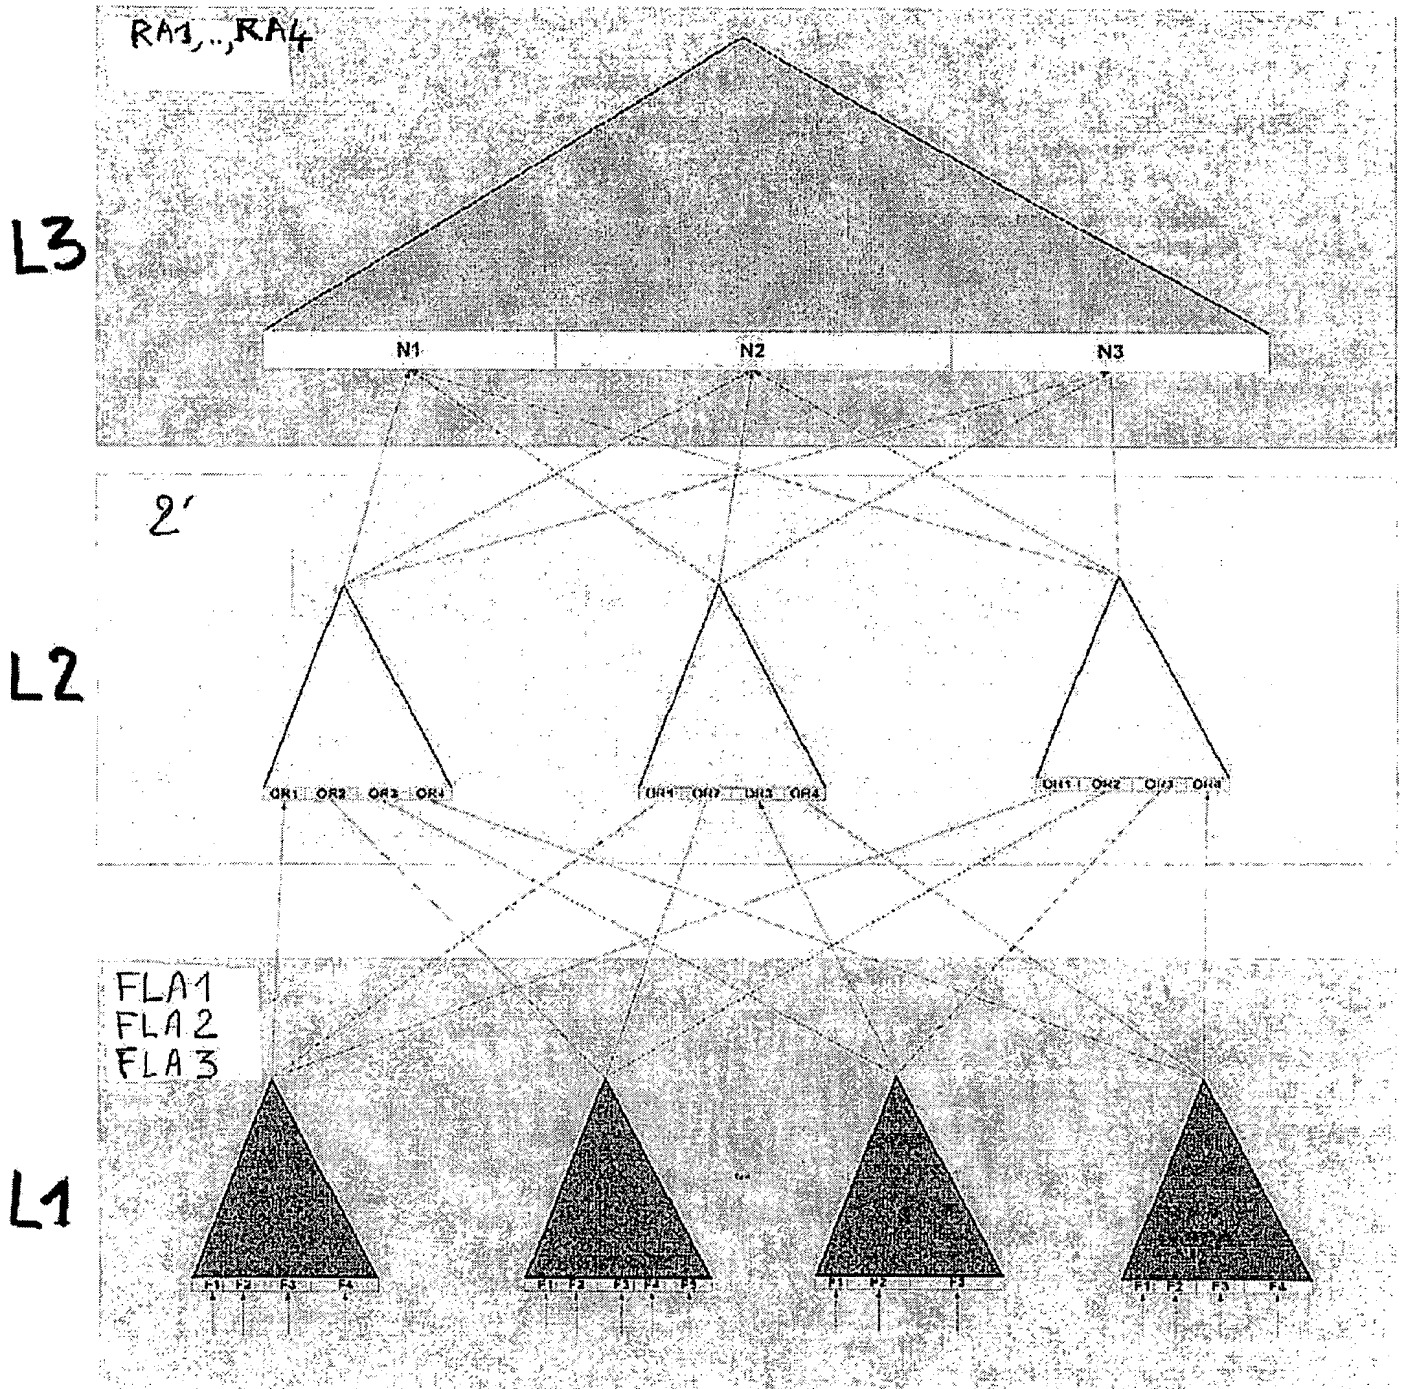 RA1,..,RA4
L3
N1 N2 N3
2'
L2
OR1 OR2 OR3 OR4 OR1 OR2 OR3 OR4 OR1 OR2 OR3 OR4
FLA1
FLA2
FLA3
L1
F1 F2 F3 F4 F1 F2 F3 F4 F5 F1 F2 F3 F1 F2 F3 F4